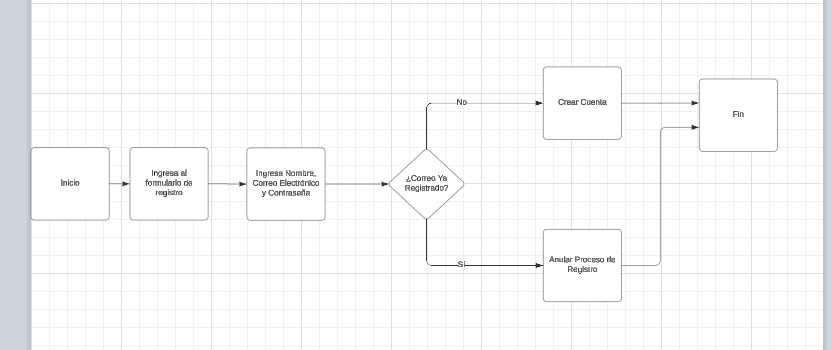 Inicio
Ingresa al
formulario de
registro
Ingresa Nombre,
Correo Electrónico
y Contraseña
¿Correo Ya
Registrado?
No
Crear Cuenta
Si
Anular Proceso de
Registro
Fin